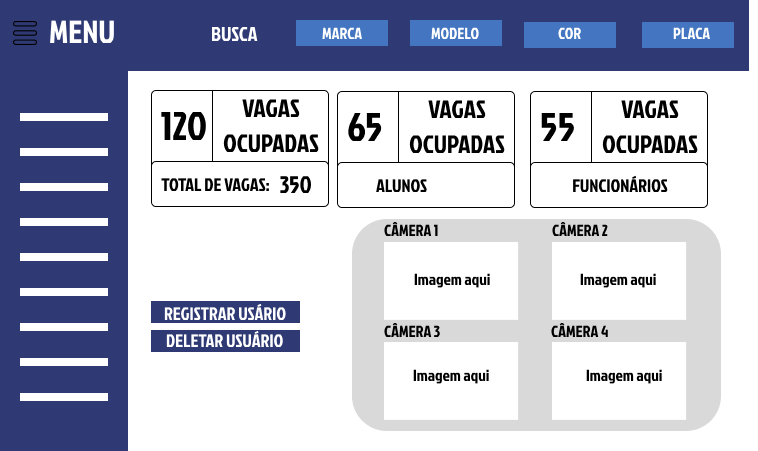 MENU
BUSCA
MARCA
MODELO
COR
PLACA
120
VAGAS
OCUPADAS
TOTAL DE VAGAS: 350
65
VAGAS
OCUPADAS
ALUNOS
55
VAGAS
OCUPADAS
FUNCIONÁRIOS
CÂMERA 1
Imagem aqui
CÂMERA 2
Imagem aqui
REGISTRAR USÁRIO
DELETAR USUÁRIO
CÂMERA 3
Imagem aqui
CÂMERA 4
Imagem aqui